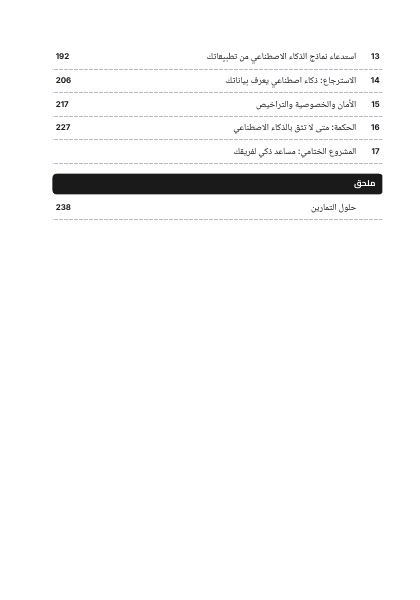 13 استدعاء نماذج الذكاء الاصطناعي من تطبيقاتك 192
14 الاسترجاع: ذكاء اصطناعي يعرف بياناتك 206
15 الأمان والخصوصية والتراخيص 217
16 الحكمة: متى لا تثق بالذكاء الاصطناعي 227
17 المشروع الختامي: مساعد ذكي لفريقك
ملحق
حلول التمارين 238